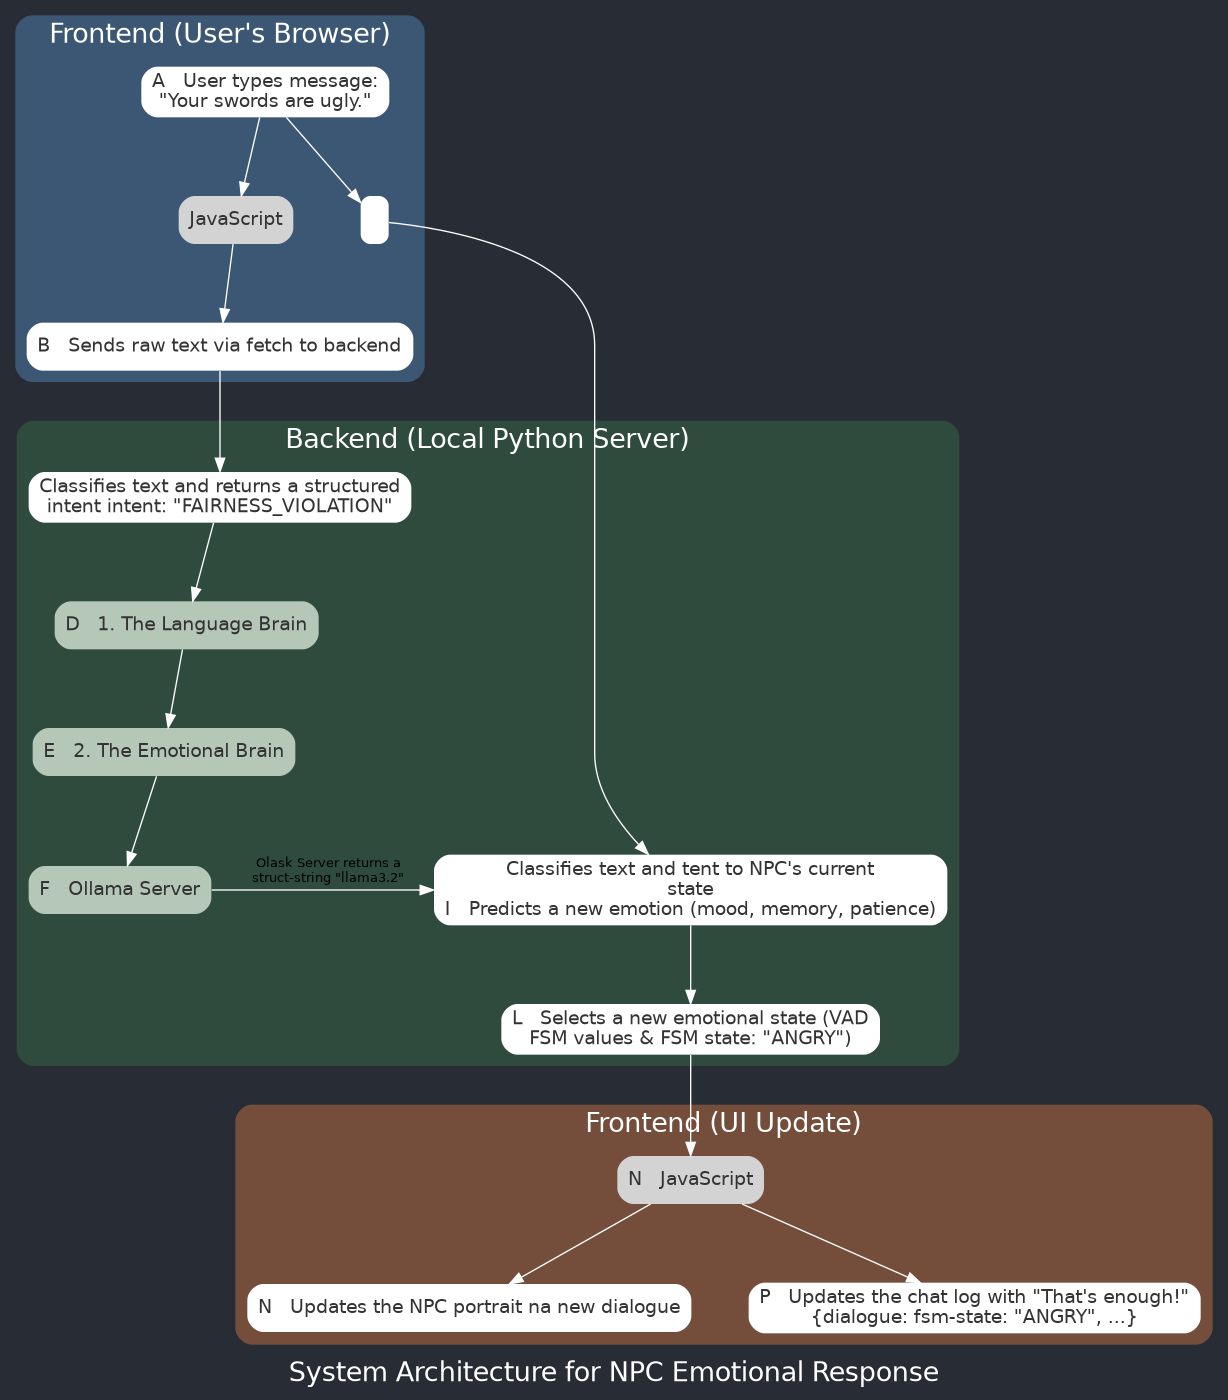 Frontend (User's Browser)
A User types message:
"Your swords are ugly."
JavaScript
B Sends raw text via fetch to backend
Backend (Local Python Server)
Classifies text and returns a structured
intent intent: "FAIRNESS_VIOLATION"
D 1. The Language Brain
E 2. The Emotional Brain
F Ollama Server
Olask Server returns a
struct-string "llama3.2"
Classifies text and tent to NPC's current
state
I Predicts a new emotion (mood, memory, patience)
L Selects a new emotional state (VAD
FSM values & FSM state: "ANGRY")
Frontend (UI Update)
N JavaScript
N Updates the NPC portrait na new dialogue
P Updates the chat log with "That's enough!"
{dialogue: fsm-state: "ANGRY", ...}
System Architecture for NPC Emotional Response